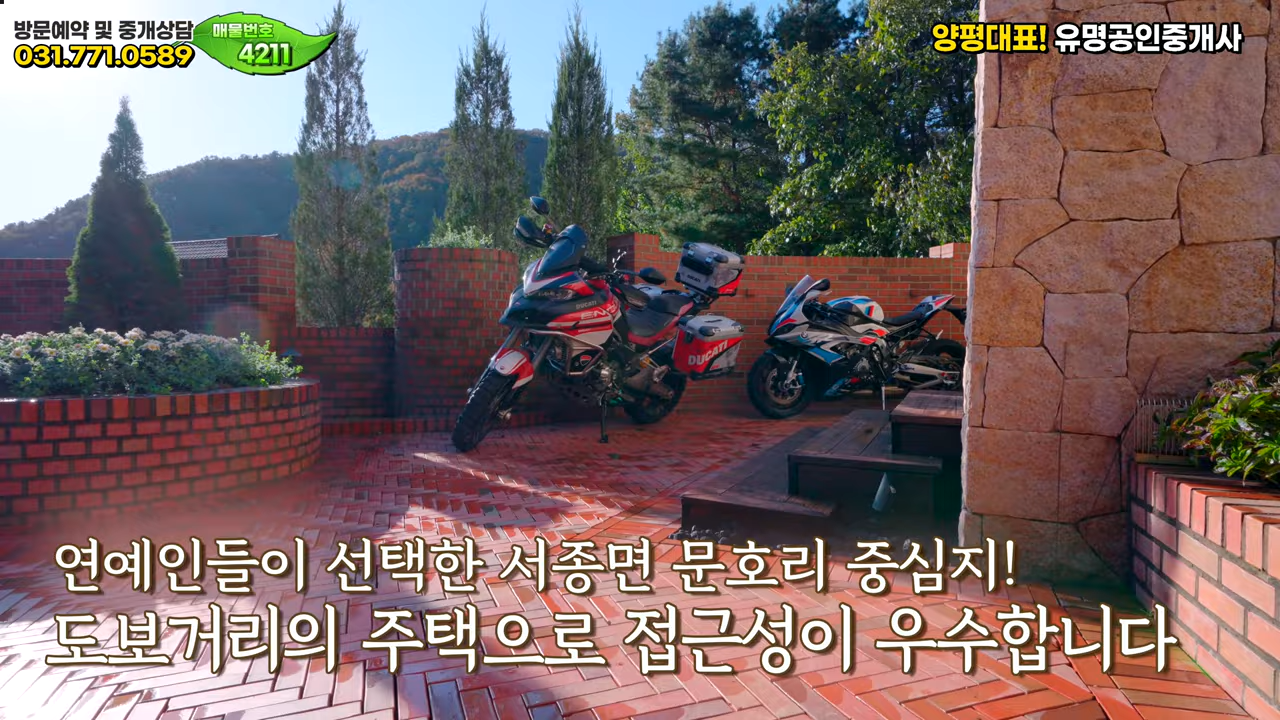 방문예약 및 중개상담
031.771.0589
매물번호
4211
양평대표! 유명공인중개사
DUCATI
DUCATI
연예인들이 선택한 서종면 문호리 중심지!
도보거리의 주택으로 접근성이 우수합니다